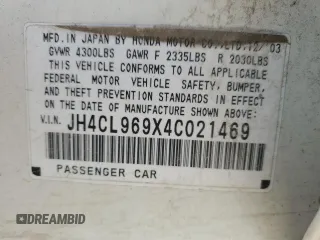 MFD. IN JAPAN BY HONDA MOTOR CO., LTD. 12/'03
GVWR 4300LBS GAWR F 2335LBS R 2030LBS
THIS VEHICLE CONFORMS TO ALL APPLICABLE
FEDERAL MOTOR VEHICLE SAFETY, BUMPER,
AND THEFT PREVENTION STANDARDS IN EFFECT ON
THE DATE OF MANUFACTURE SHOWN ABOVE.
V.I.N. JH4CL969X4C021469
PASSENGER CAR
DREAMBID